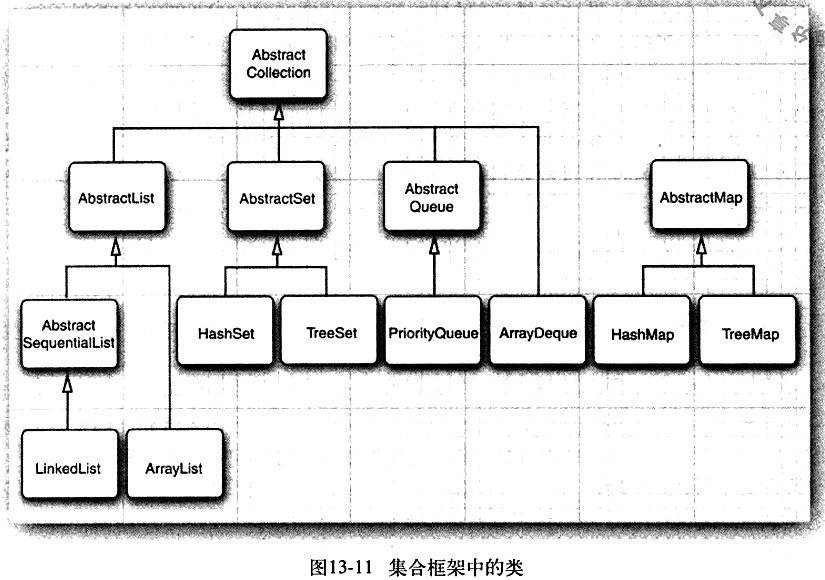 Abstract
Collection
AbstractList
AbstractSet
Abstract
Queue
AbstractMap
Abstract
SequentialList
HashSet
TreeSet
PriorityQueue
ArrayDeque
HashMap
TreeMap
LinkedList
ArrayList
图13-11 集合框架中的类